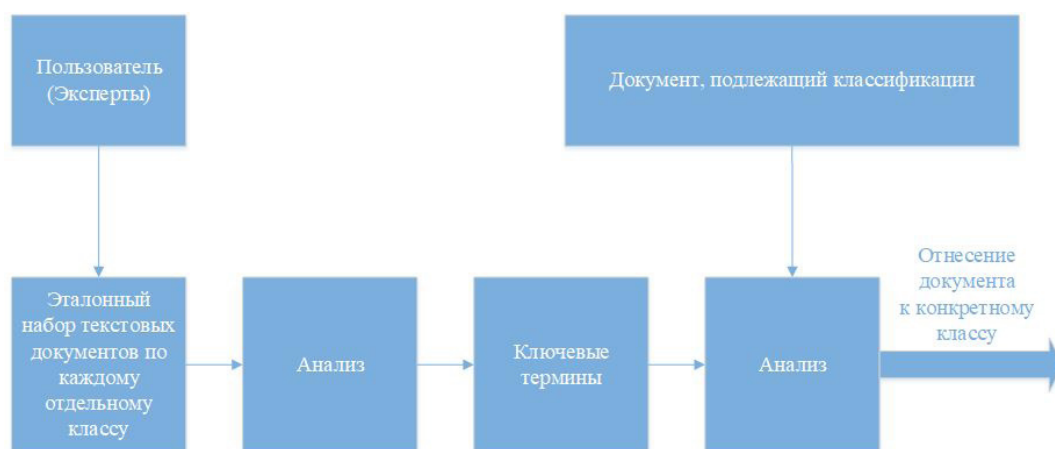 Пользователь
(Эксперты)
Документ, подлежащий классификации
Эталонный
набор текстовых
документов по
каждому
отдельному
классу
Анализ
Ключевые
термины
Анализ
Отнесение
документа
к конкретному
классу